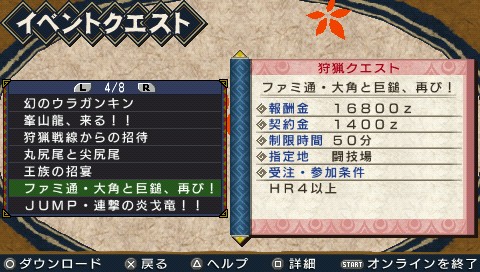 イベントクエスト
L 4/8 R
幻のウラガンキン
峯山龍、来る！！
狩猟戦線からの招待
丸尻尾と尖尻尾
王族の招宴
ファミ通・大角と巨鎚、再び！
ＪＵＭＰ・連撃の炎戈竜！！
狩猟クエスト
ファミ通・大角と巨鎚、再び！
報酬金 １６８００ｚ
契約金 １４００ｚ
制限時間 ５０分
指定地 闘技場
受注・参加条件
ＨＲ４以上
ダウンロード 戻る ヘルプ 詳細 START オンラインを終了